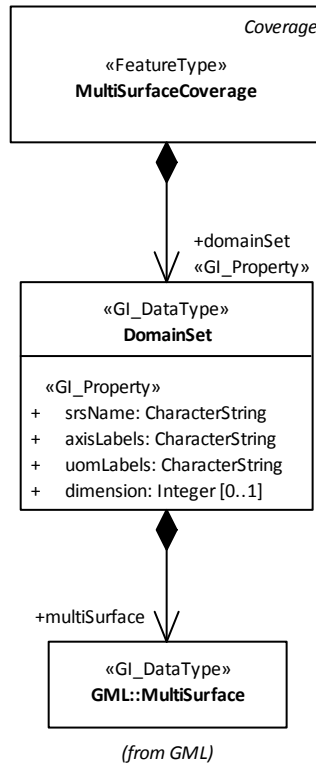 Coverage
«FeatureType»
MultiSurfaceCoverage
+domainSet
«GI_Property»
«GI_DataType»
DomainSet
«GI_Property»
+ srsName: CharacterString
+ axisLabels: CharacterString
+ uomLabels: CharacterString
+ dimension: Integer [0..1]
+multiSurface
«GI_DataType»
GML::MultiSurface
(from GML)